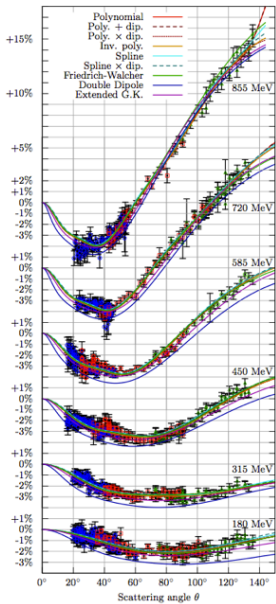 Polynomial
Poly. + dip.
Poly. × dip.
Inv. poly.
Spline
Spline × dip.
Friedrich-Walcher
Double Dipole
Extended G.K.
+15%
+10%
+5%
+2%
+1%
0%
-1%
-2%
-3%
855 MeV
+1%
0%
-1%
-2%
-3%
720 MeV
+1%
0%
-1%
-2%
-3%
585 MeV
+1%
0%
-1%
-2%
-3%
450 MeV
+1%
0%
-1%
-2%
-3%
315 MeV
+1%
0%
-1%
-2%
-3%
180 MeV
0° 20° 40° 60° 80° 100° 120° 140°
Scattering angle θ